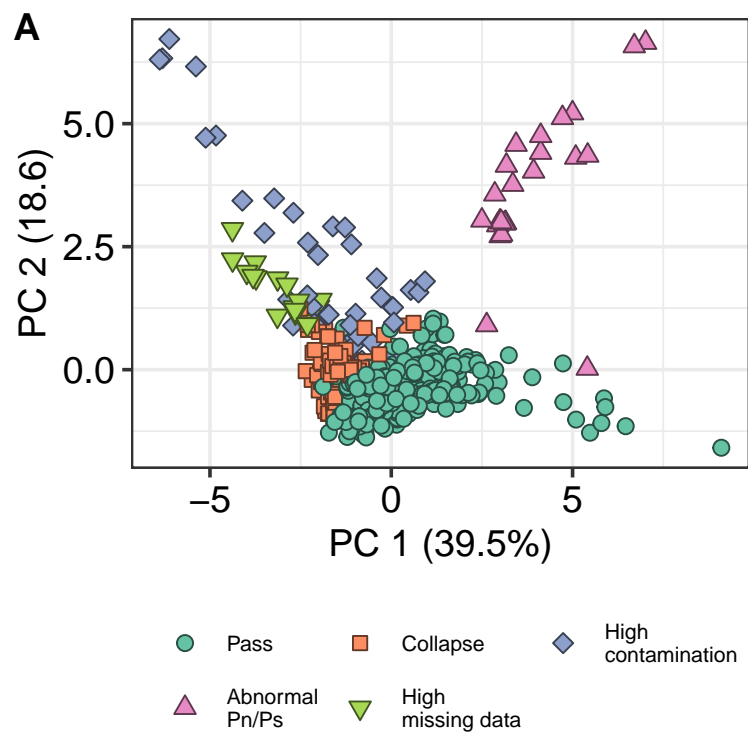 A
5.0
2.5
0.0
PC 2 (18.6)
−5
0
5
PC 1 (39.5%)
Pass
Collapse
High
contamination
Abnormal
Pn/Ps
High
missing data